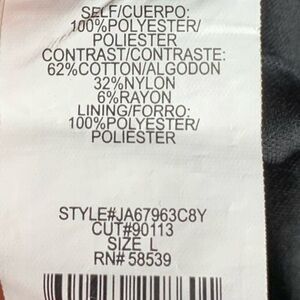 SELF/CUERPO:
100%POLYESTER/
POLIESTER
CONTRAST/CONTRASTE:
62%COTTON/ALGODON
32%NYLON
6%RAYON
LINING/FORRO:
100%POLYESTER/
POLIESTER
STYLE#JA67963C8Y
CUT#90113
SIZE L
RN# 58539